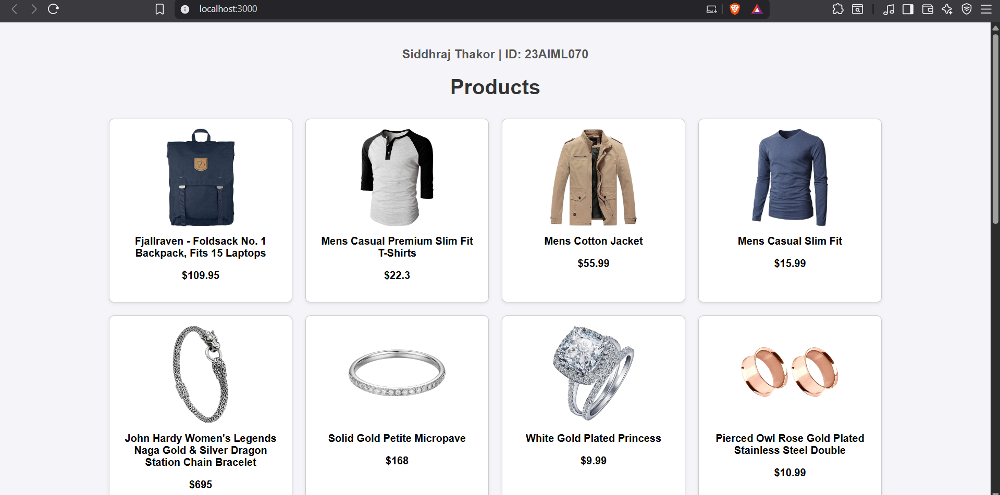 localhost:3000
Siddhraj Thakor | ID: 23AIML070
Products
Fjallraven - Foldsack No. 1
Backpack, Fits 15 Laptops
$109.95
Mens Casual Premium Slim Fit
T-Shirts
$22.3
Mens Cotton Jacket
$55.99
Mens Casual Slim Fit
$15.99
John Hardy Women's Legends
Naga Gold & Silver Dragon
Station Chain Bracelet
$695
Solid Gold Petite Micropave
$168
White Gold Plated Princess
$9.99
Pierced Owl Rose Gold Plated
Stainless Steel Double
$10.99